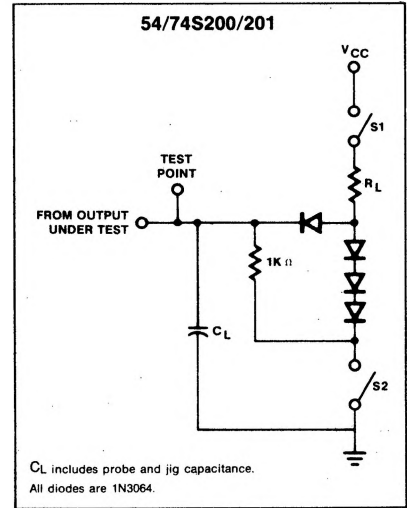 54/74S200/201
VCC
S1
TEST
POINT
RL
FROM OUTPUT
UNDER TEST
1K Ω
CL
S2
CL includes probe and jig capacitance.
All diodes are 1N3064.